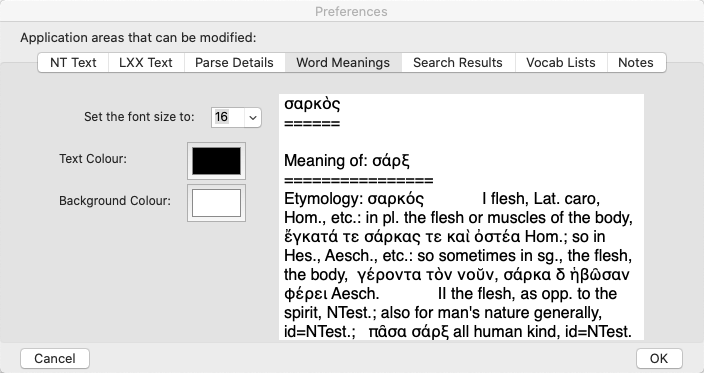 Preferences
Application areas that can be modified:
NT Text LXX Text Parse Details Word Meanings Search Results Vocab Lists Notes
Set the font size to: 16
Text Colour:
Background Colour:
σαρκὸς
======
Meaning of: σάρξ
================
Etymology: σαρκός I flesh, Lat. caro,
Hom., etc.: in pl. the flesh or muscles of the body,
ἔγκατά τε σάρκας τε καὶ ὀστέα Hom.; so in
Hes., Aesch., etc.: so sometimes in sg., the flesh,
the body, γέροντα τὸν νοῦν, σάρκα δ ἡβῶσαν
φέρει Aesch. II the flesh, as opp. to the
spirit, NTest.; also for man's nature generally,
id=NTest.; πᾶσα σάρξ all human kind, id=NTest.
Cancel OK